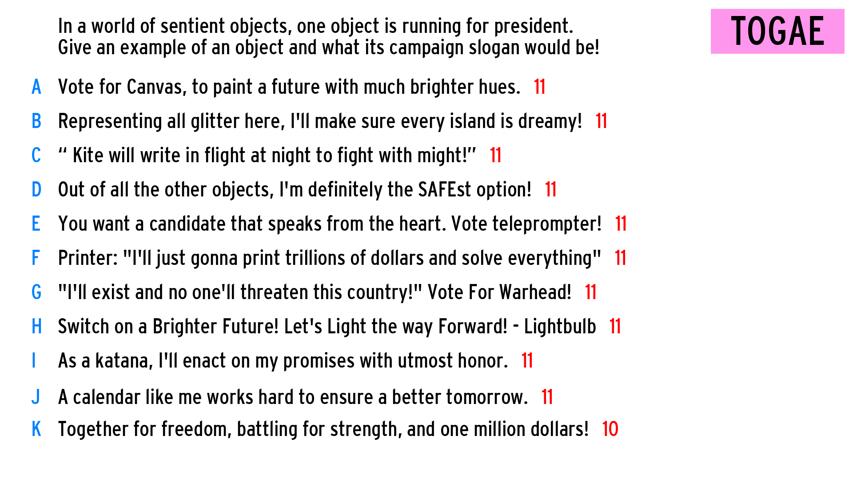 In a world of sentient objects, one object is running for president.
Give an example of an object and what its campaign slogan would be!
TOGAE
A Vote for Canvas, to paint a future with much brighter hues. 11
B Representing all glitter here, I'll make sure every island is dreamy! 11
C “ Kite will write in flight at night to fight with might!” 11
D Out of all the other objects, I'm definitely the SAFEst option! 11
E You want a candidate that speaks from the heart. Vote teleprompter! 11
F Printer: "I'll just gonna print trillions of dollars and solve everything" 11
G "I'll exist and no one'll threaten this country!" Vote For Warhead! 11
H Switch on a Brighter Future! Let's Light the way Forward! - Lightbulb 11
I As a katana, I'll enact on my promises with utmost honor. 11
J A calendar like me works hard to ensure a better tomorrow. 11
K Together for freedom, battling for strength, and one million dollars! 10